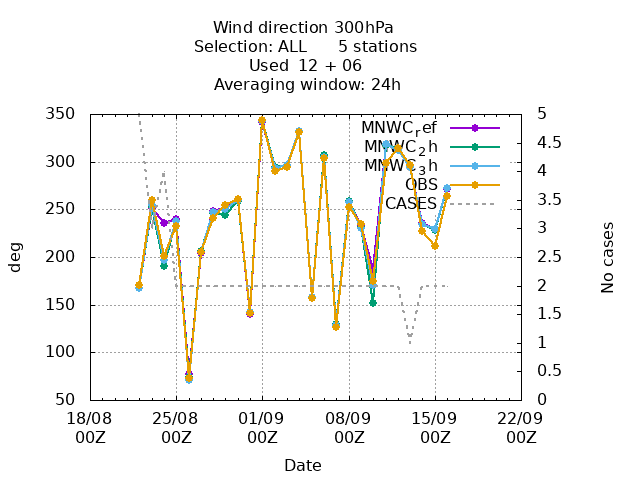 Wind direction 300hPa
Selection: ALL 5 stations
Used 12 + 06
Averaging window: 24h
350
300
250
200
150
100
50
deg
5
4.5
4
3.5
3
2.5
2
1.5
1
0.5
0
No cases
MNWC_ref
MNWC_2h
MNWC_3h
OBS
CASES
18/08 25/08 01/09 08/09 15/09 22/09
00Z 00Z 00Z 00Z 00Z 00Z
Date